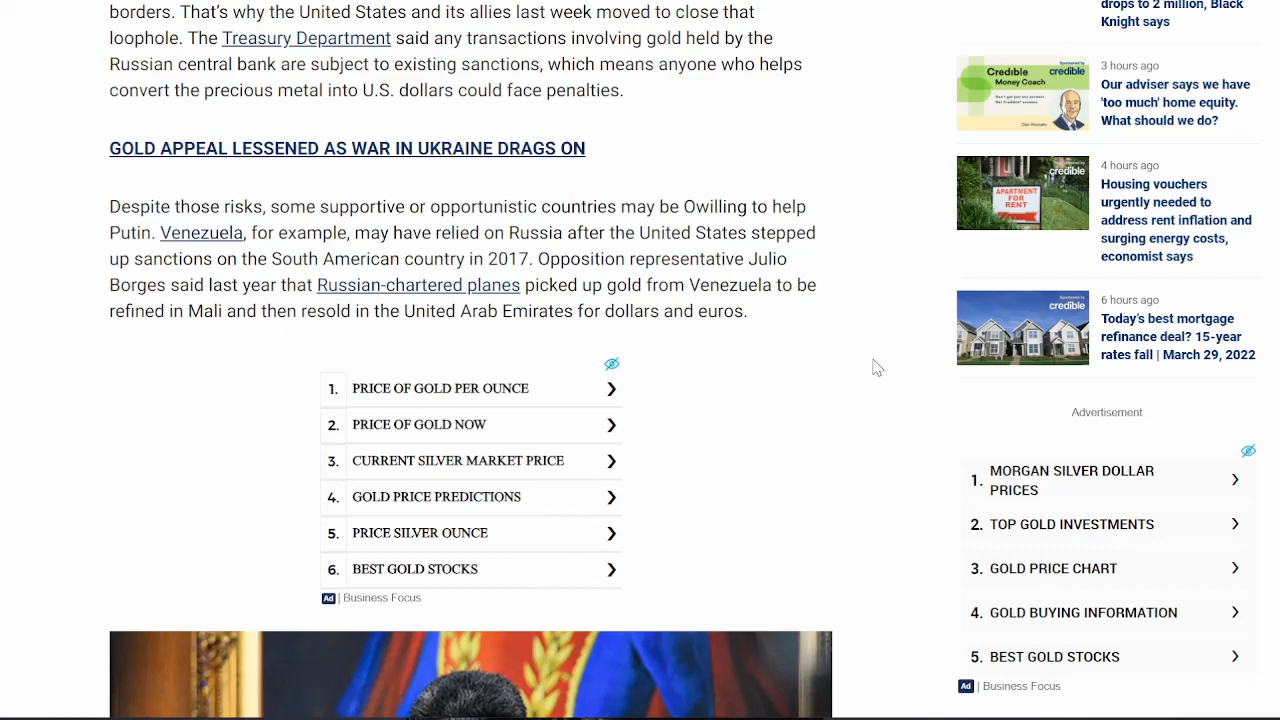 borders. That’s why the United States and its allies last week moved to close that
loophole. The Treasury Department said any transactions involving gold held by the
Russian central bank are subject to existing sanctions, which means anyone who helps
convert the precious metal into U.S. dollars could face penalties.
GOLD APPEAL LESSENED AS WAR IN UKRAINE DRAGS ON
Despite those risks, some supportive or opportunistic countries may be Owilling to help
Putin. Venezuela, for example, may have relied on Russia after the United States stepped
up sanctions on the South American country in 2017. Opposition representative Julio
Borges said last year that Russian-chartered planes picked up gold from Venezuela to be
refined in Mali and then resold in the United Arab Emirates for dollars and euros.
1. PRICE OF GOLD PER OUNCE
2. PRICE OF GOLD NOW
3. CURRENT SILVER MARKET PRICE
4. GOLD PRICE PREDICTIONS
5. PRICE SILVER OUNCE
6. BEST GOLD STOCKS
Ad | Business Focus
drops to 2 million, Black
Knight says
credible
Credible
Money Coach
3 hours ago
Our adviser says we have
'too much' home equity.
What should we do?
credible
APARTMENT
FOR
RENT
4 hours ago
Housing vouchers
urgently needed to
address rent inflation and
surging energy costs,
economist says
credible
6 hours ago
Today’s best mortgage
refinance deal? 15-year
rates fall | March 29, 2022
Advertisement
1. MORGAN SILVER DOLLAR
PRICES
2. TOP GOLD INVESTMENTS
3. GOLD PRICE CHART
4. GOLD BUYING INFORMATION
5. BEST GOLD STOCKS
Ad | Business Focus